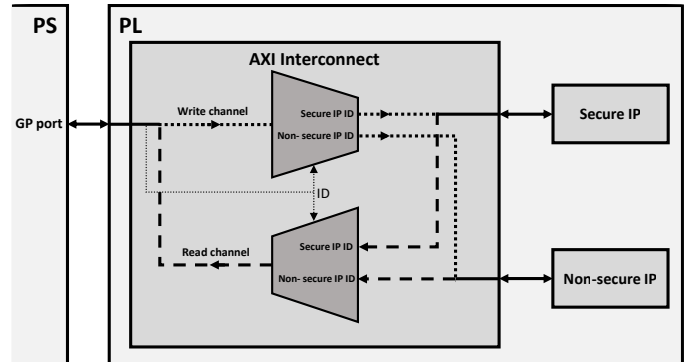 PS
PL
AXI Interconnect
Write channel
Secure IP ID
Non- secure IP ID
GP port
Secure IP
ID
Read channel
Secure IP ID
Non- secure IP ID
Non-secure IP